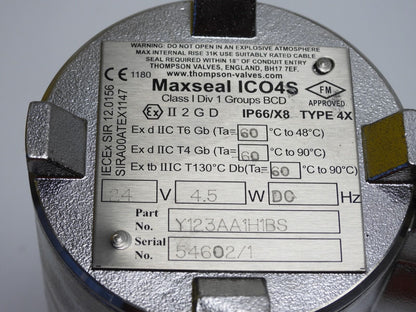 WARNING: DO NOT OPEN IN AN EXPLOSIVE ATMOSPHERE
MAX INTERNAL RISE 31K USE SUITABLY RATED CABLE
SEAL REQUIRED WITHIN 18" OF CONDUIT ENTRY
THOMPSON VALVES, ENGLAND, BH17 7EF.
www.thompson-valves.com
CE 1180
Maxseal ICO4S
Class I Div 1 Groups BCD
FM
APPROVED
IECEx SIR 12.0156
SIRA00ATEX1147
Ex II 2 G D IP66/X8 TYPE 4X
Ex d IIC T6 Gb (Ta= 60 °C to 48°C)
Ex d IIC T4 Gb (Ta= 60 °C to 90°C)
Ex tb IIIC T130°C Db(Ta= 60 °C to 90°C)
24 V 4.5 W DC Hz
Part No. Y123AA1H1BS
Serial No. 54602/1